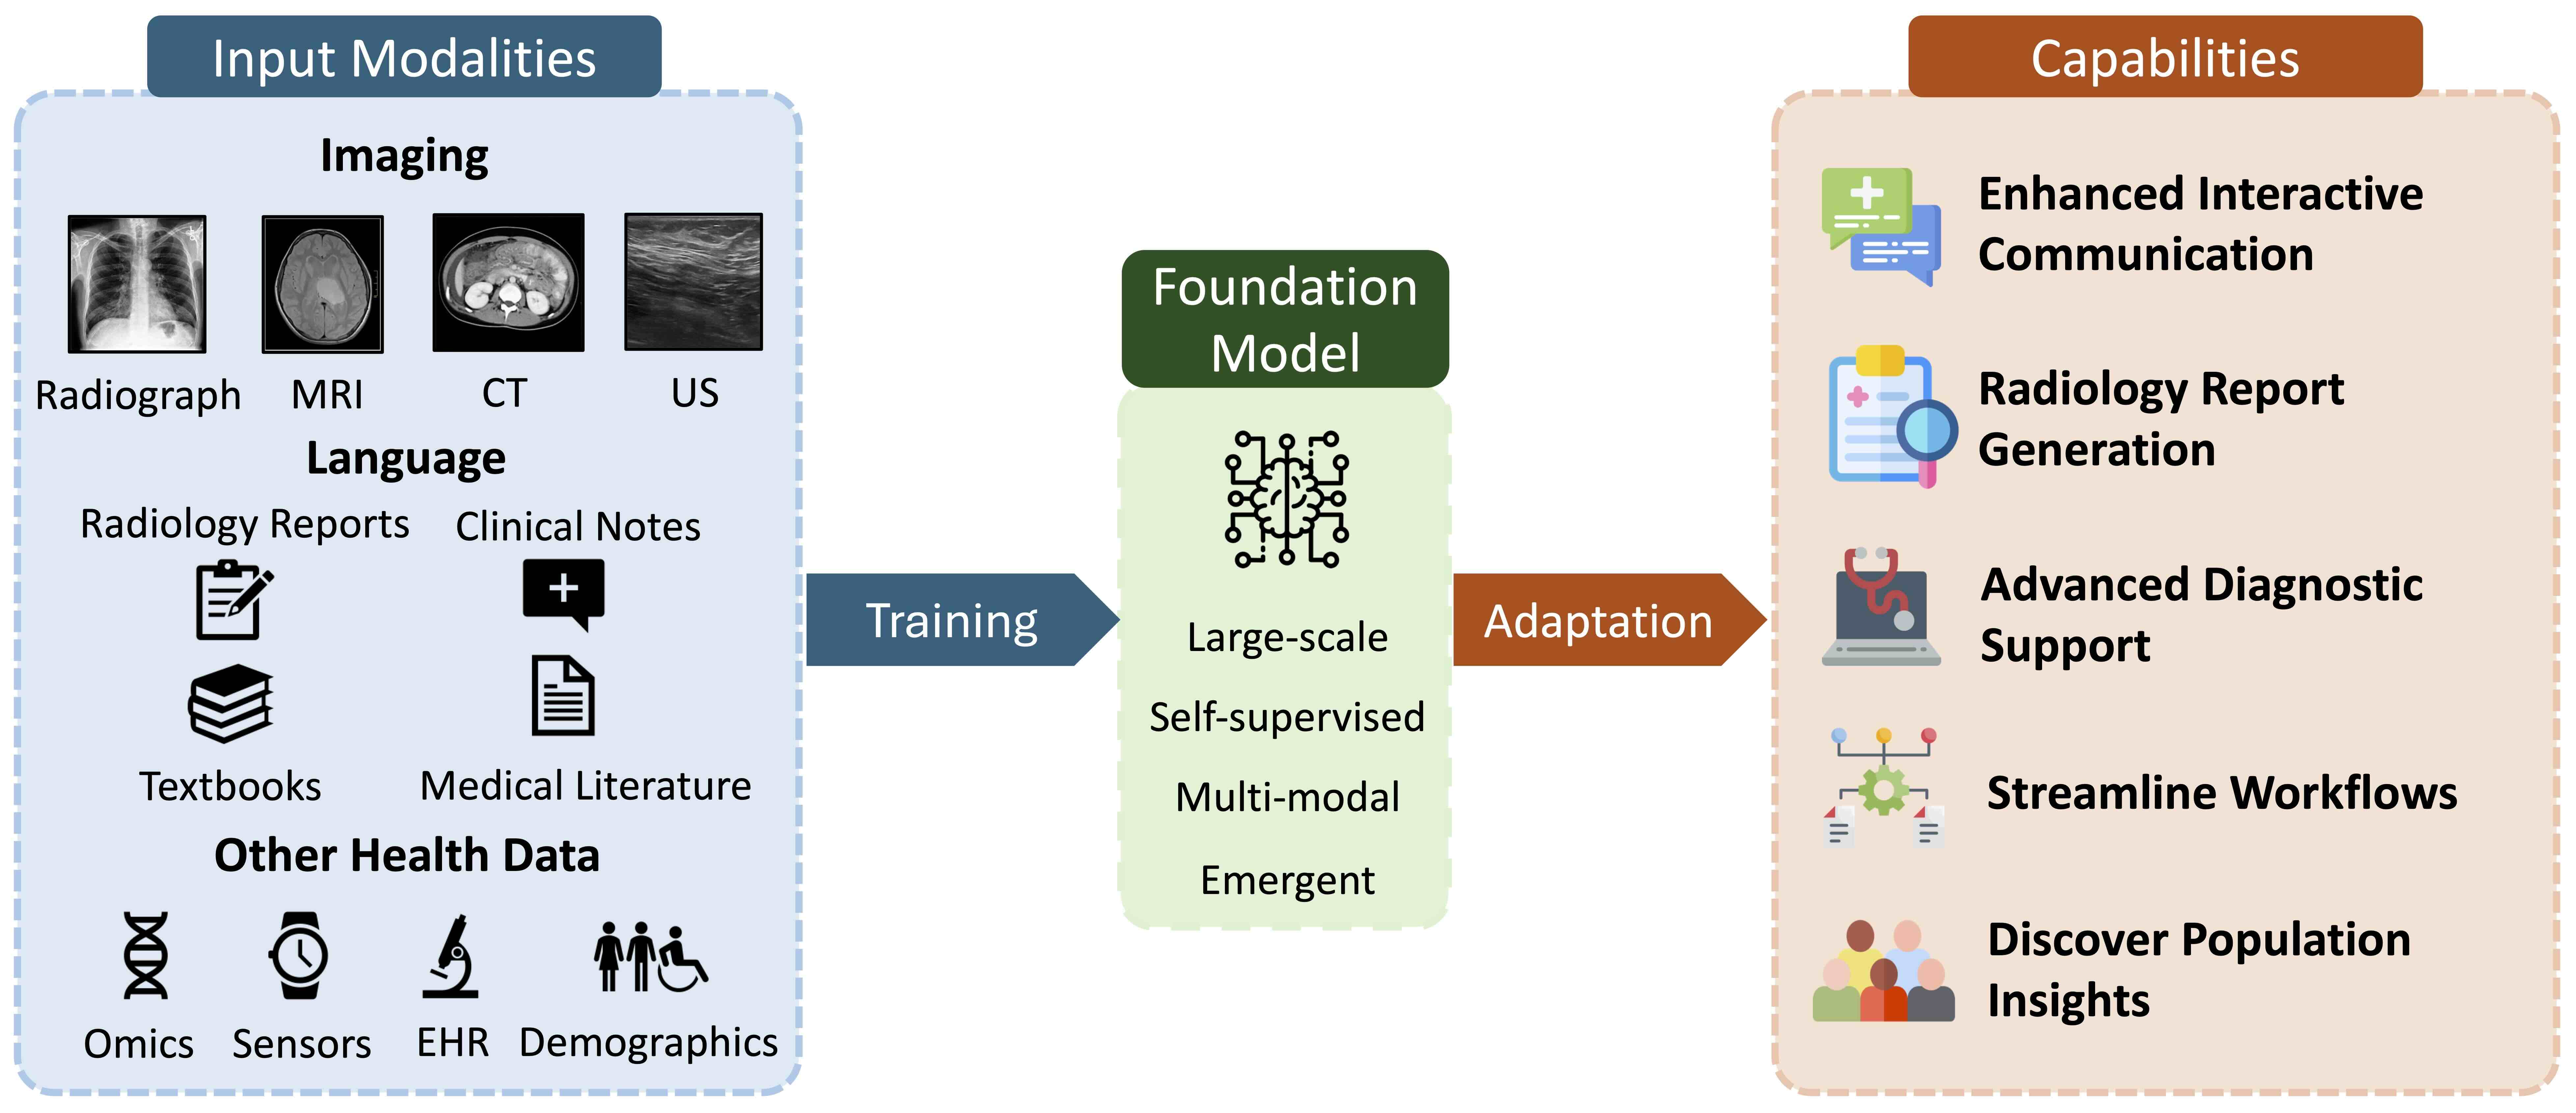 Input Modalities
Imaging
Radiograph
MRI
CT
US
Language
Radiology Reports
Clinical Notes
Textbooks
Medical Literature
Other Health Data
Omics
Sensors
EHR
Demographics
Training
Foundation
Model
Large-scale
Self-supervised
Multi-modal
Emergent
Adaptation
Capabilities
Enhanced Interactive
Communication
Radiology Report
Generation
Advanced Diagnostic
Support
Streamline Workflows
Discover Population
Insights